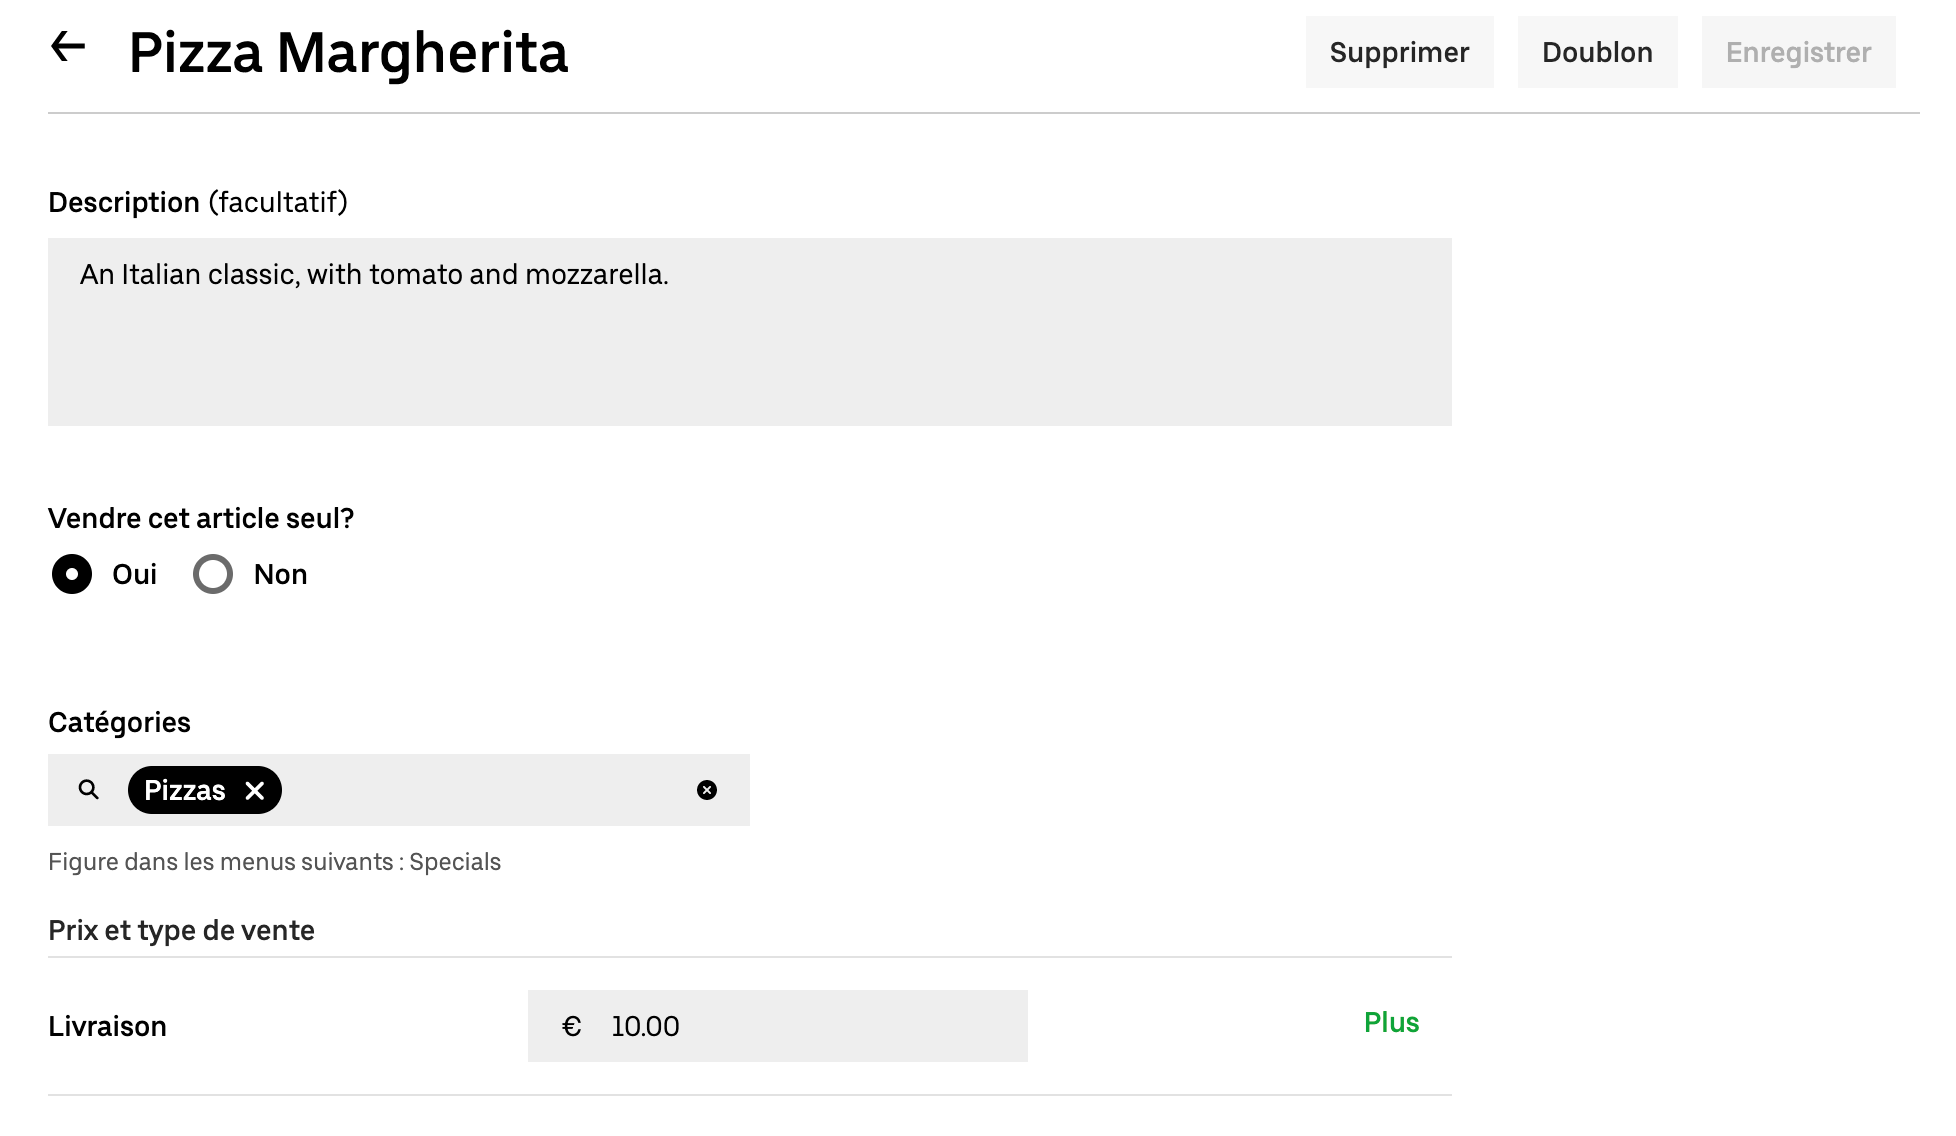 Pizza Margherita
Supprimer
Doublon
Enregistrer
Description (facultatif)
An Italian classic, with tomato and mozzarella.
Vendre cet article seul?
Oui
Non
Catégories
Pizzas
Figure dans les menus suivants : Specials
Prix et type de vente
Livraison
€ 10.00
Plus